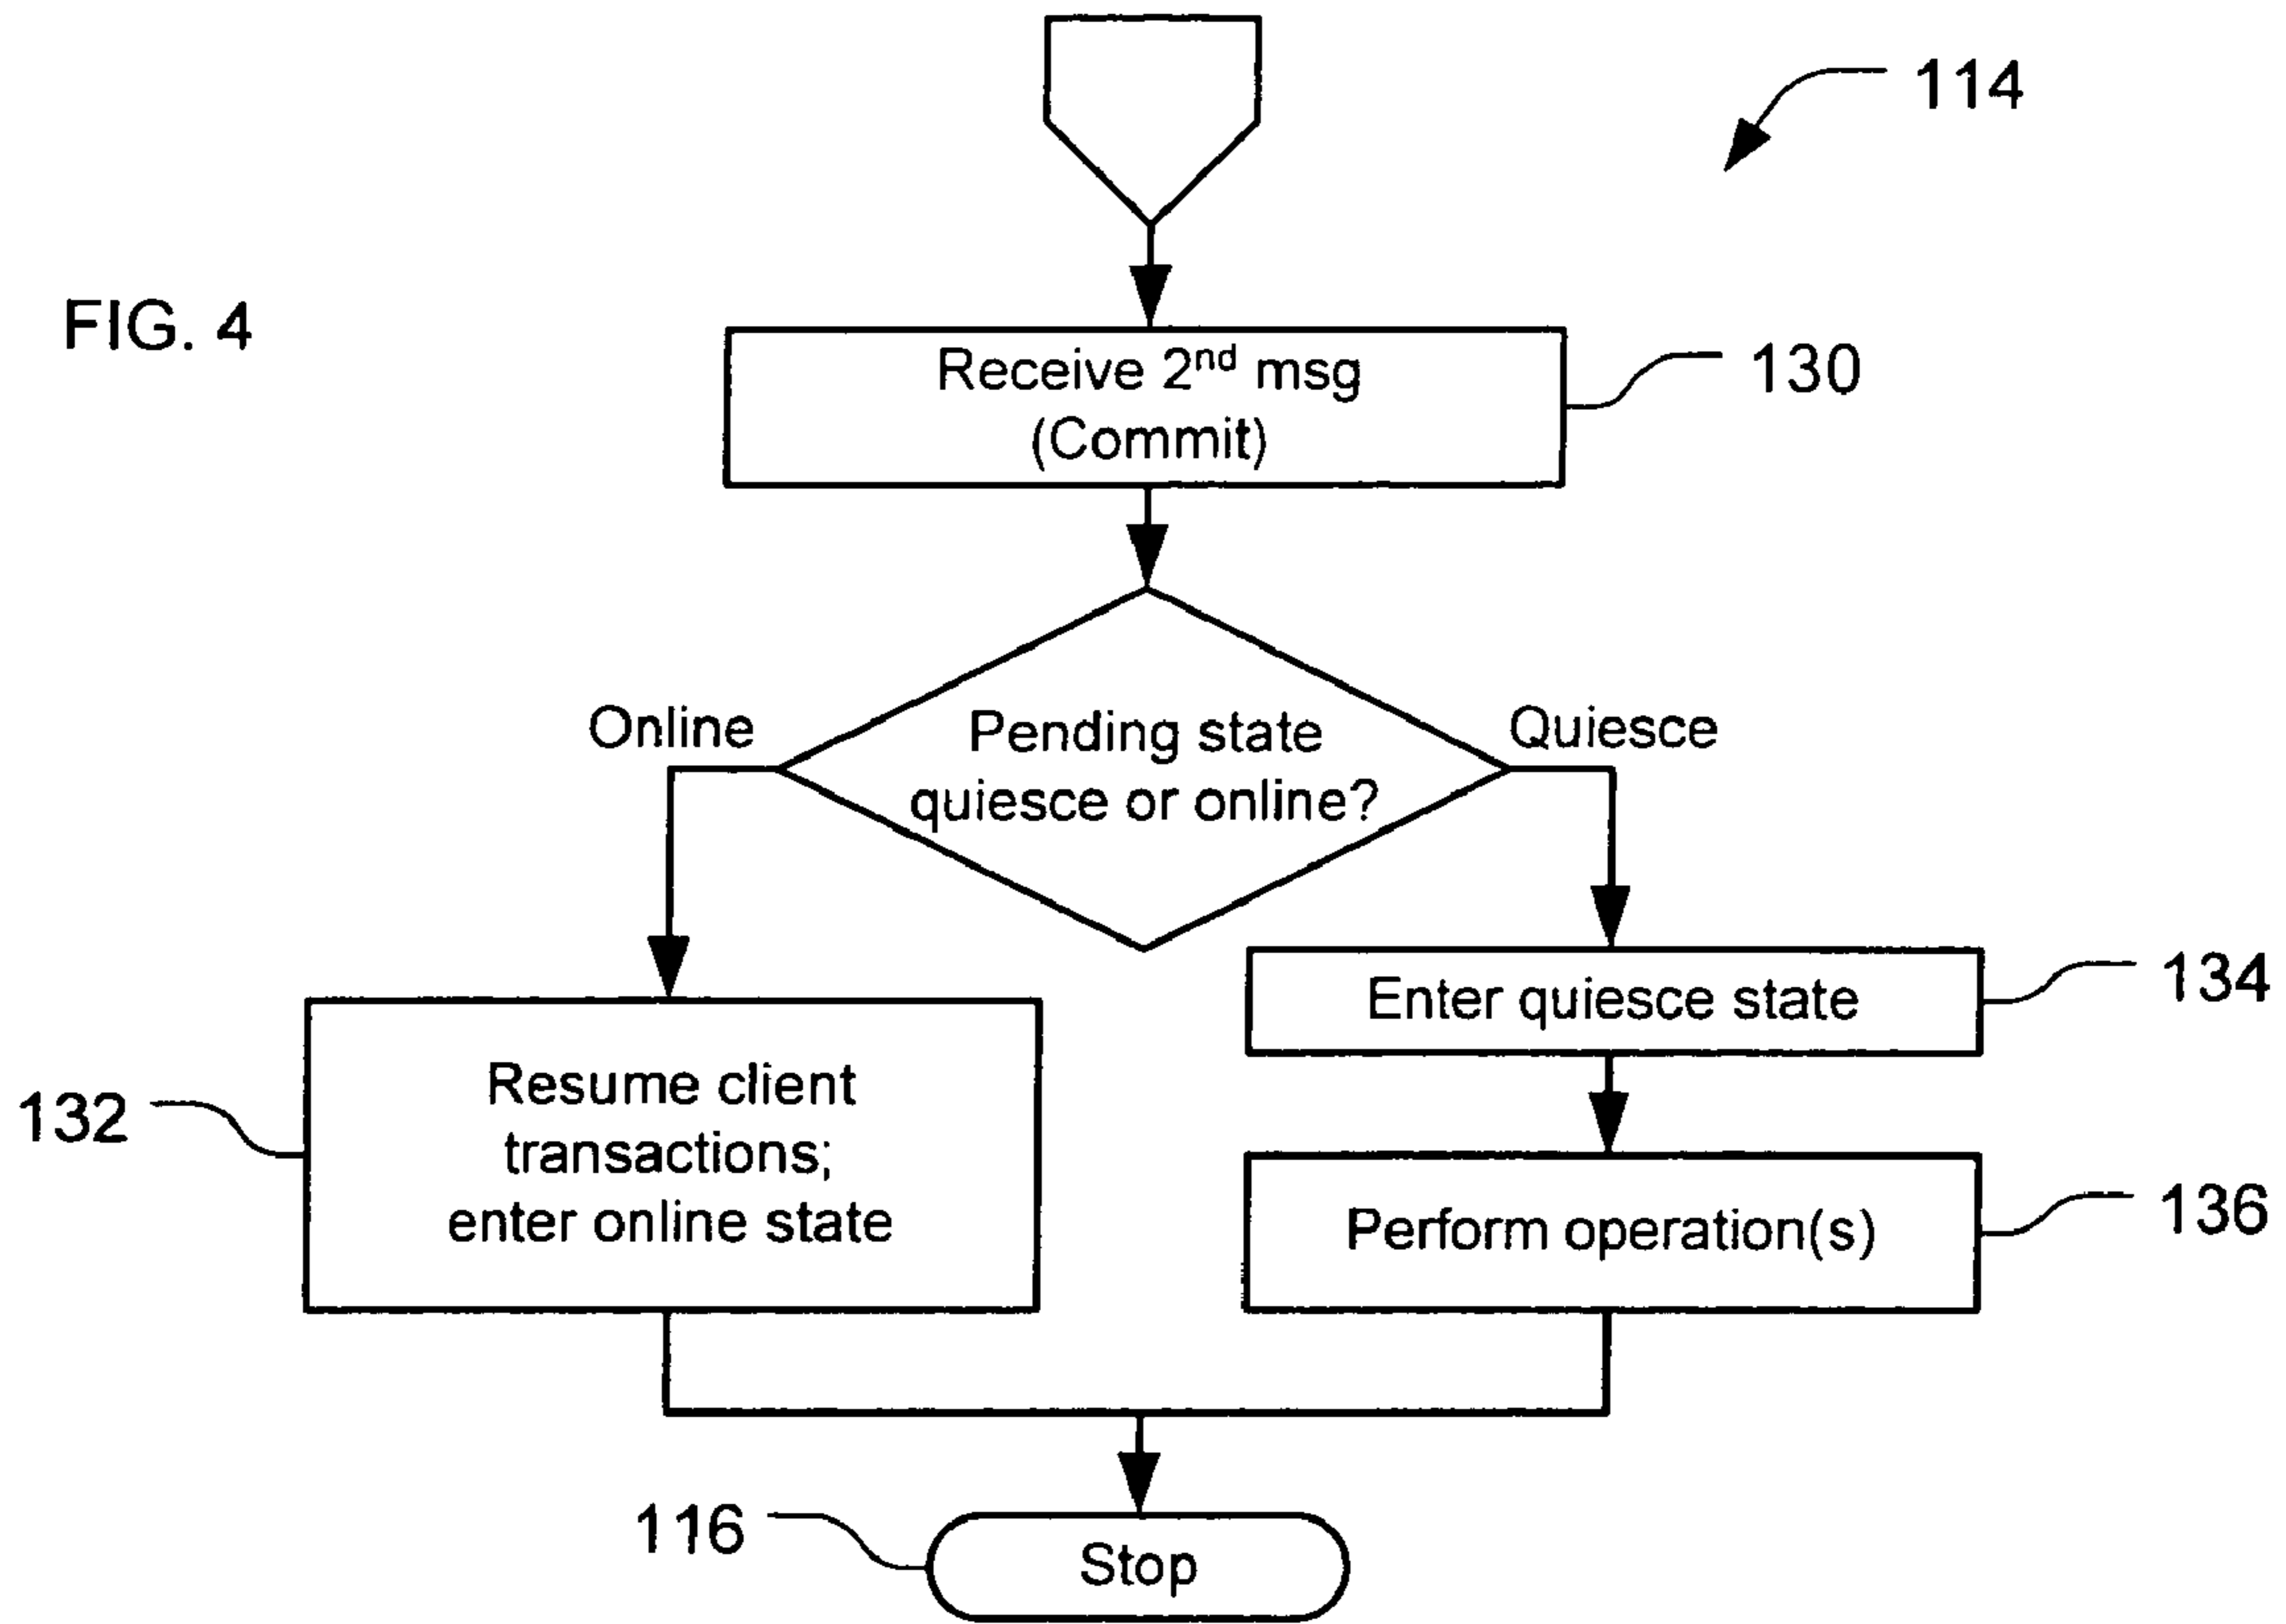 114
FIG. 4
Receive 2nd msg
(Commit)
130
Online
Pending state
quiesce or online?
Quiesce
Enter quiesce state
134
Resume client
transactions;
enter online state
132
Perform operation(s)
136
116
Stop